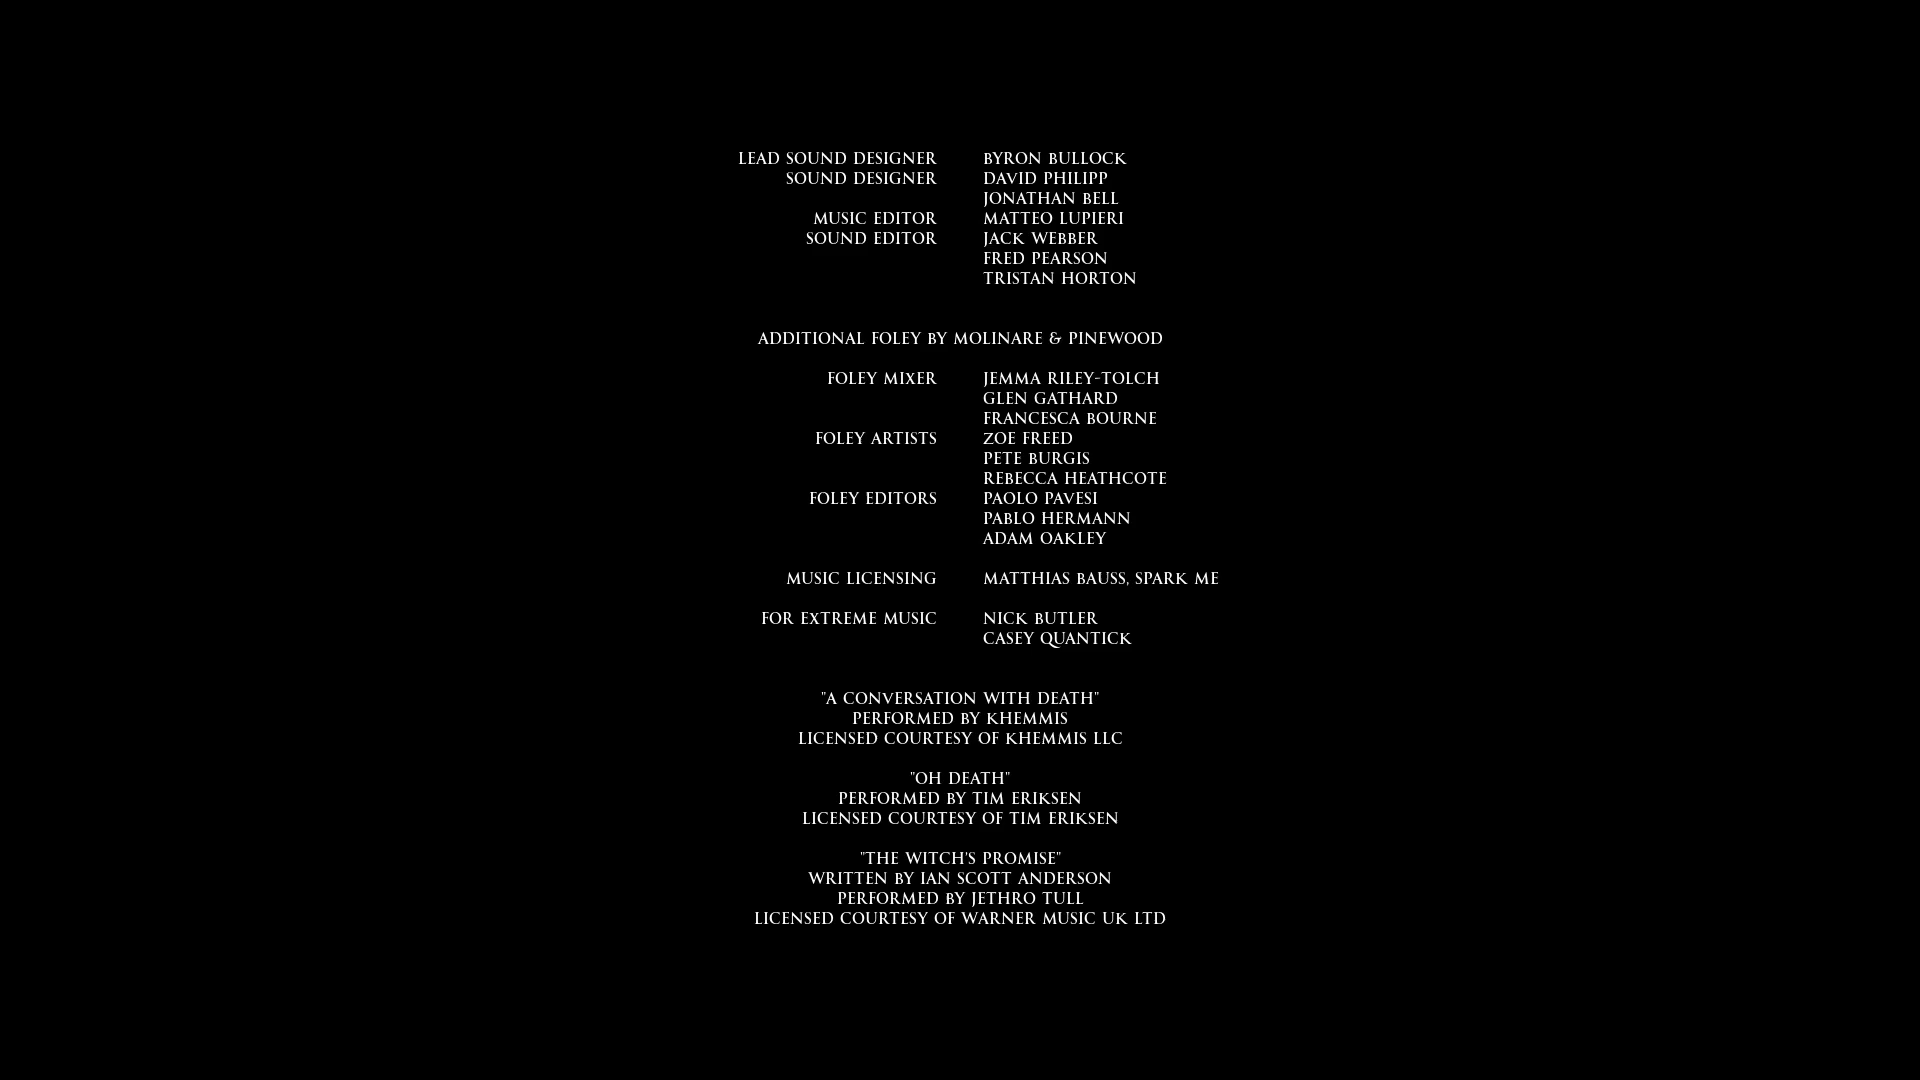 LEAD SOUND DESIGNER BYRON BULLOCK
SOUND DESIGNER DAVID PHILIPP
JONATHAN BELL
MUSIC EDITOR MATTEO LUPIERI
SOUND EDITOR JACK WEBBER
FRED PEARSON
TRISTAN HORTON
ADDITIONAL FOLEY BY MOLINARE & PINEWOOD
FOLEY MIXER JEMMA RILEY-TOLCH
GLEN GATHARD
FRANCESCA BOURNE
FOLEY ARTISTS ZOE FREED
PETE BURGIS
REBECCA HEATHCOTE
FOLEY EDITORS PAOLO PAVESI
PABLO HERMANN
ADAM OAKLEY
MUSIC LICENSING MATTHIAS BAUSS, SPARK ME
FOR EXTREME MUSIC NICK BUTLER
CASEY QUANTICK
"A CONVERSATION WITH DEATH"
PERFORMED BY KHEMMIS
LICENSED COURTESY OF KHEMMIS LLC
"OH DEATH"
PERFORMED BY TIM ERIKSEN
LICENSED COURTESY OF TIM ERIKSEN
"THE WITCH'S PROMISE"
WRITTEN BY IAN SCOTT ANDERSON
PERFORMED BY JETHRO TULL
LICENSED COURTESY OF WARNER MUSIC UK LTD